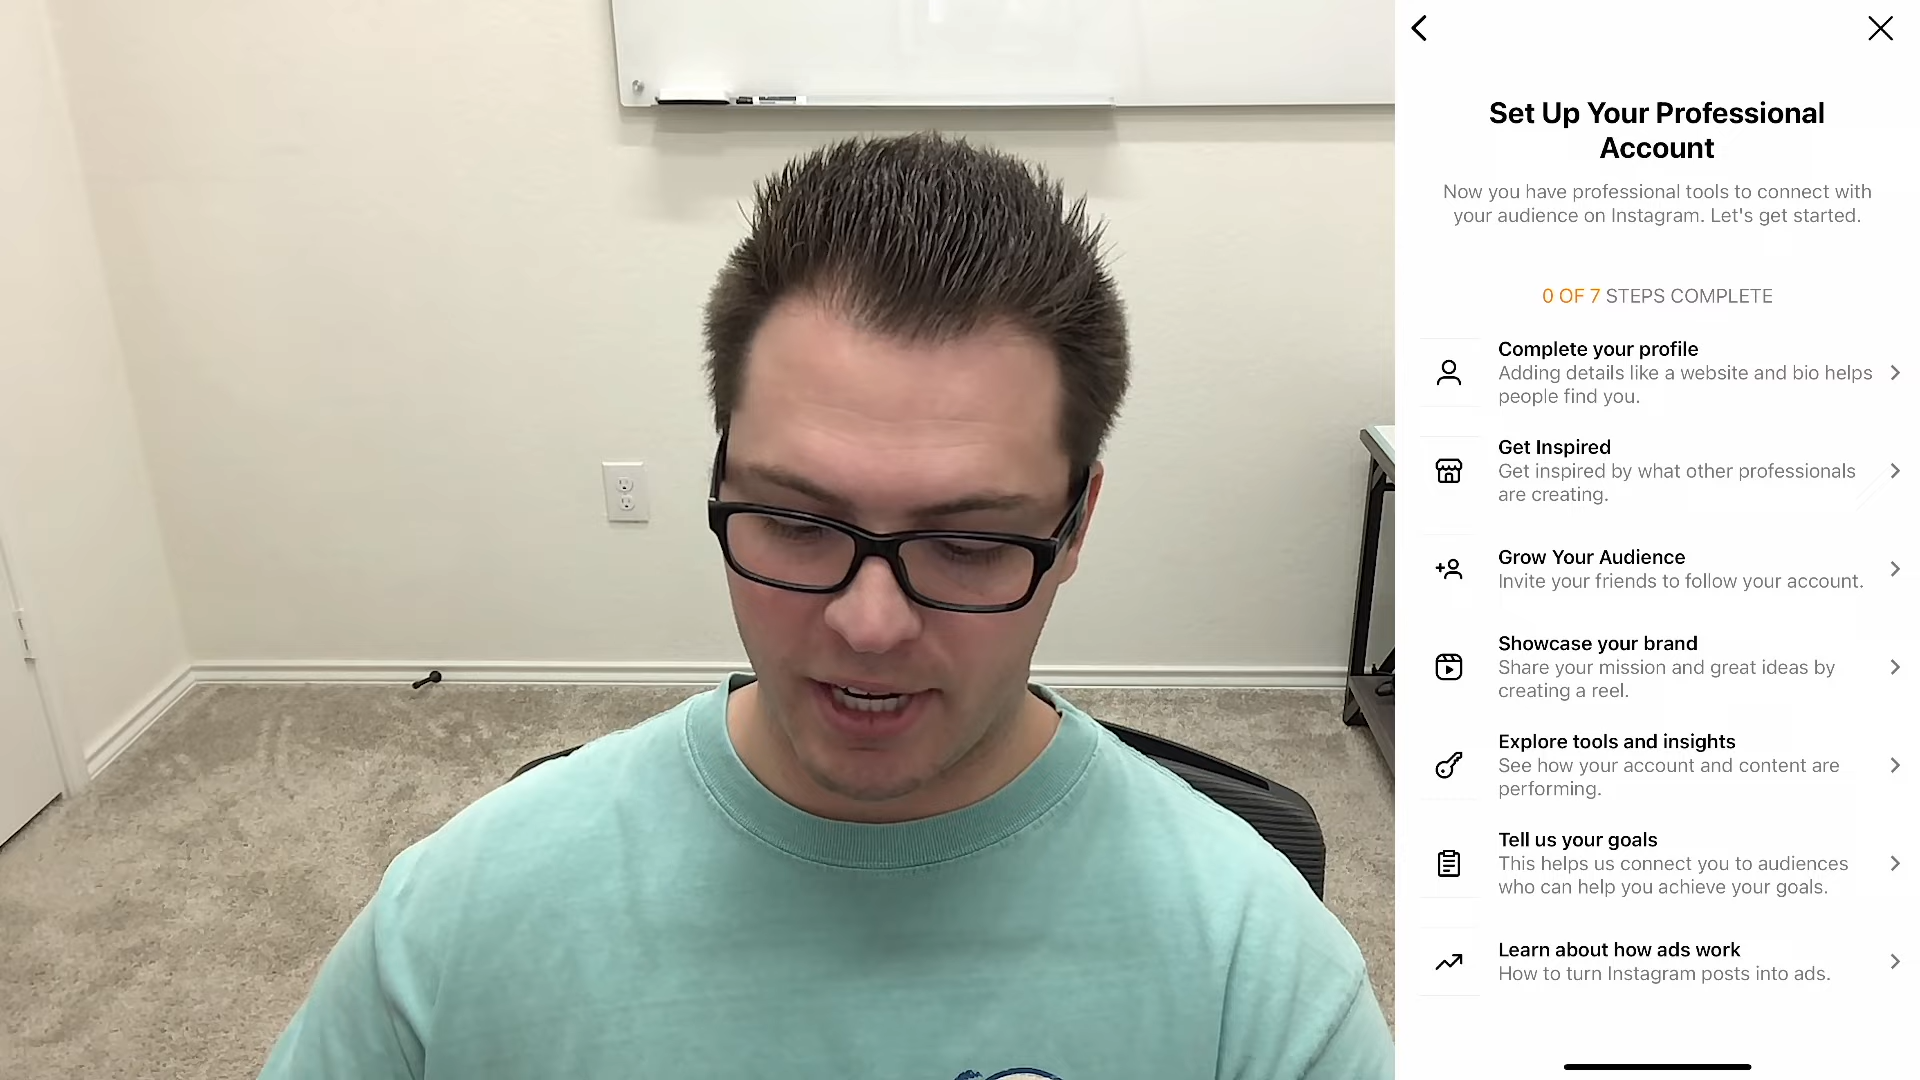 Set Up Your Professional
Account
Now you have professional tools to connect with
your audience on Instagram. Let's get started.
0 OF 7 STEPS COMPLETE
Complete your profile
Adding details like a website and bio helps
people find you.
Get Inspired
Get inspired by what other professionals
are creating.
Grow Your Audience
Invite your friends to follow your account.
Showcase your brand
Share your mission and great ideas by
creating a reel.
Explore tools and insights
See how your account and content are
performing.
Tell us your goals
This helps us connect you to audiences
who can help you achieve your goals.
Learn about how ads work
How to turn Instagram posts into ads.